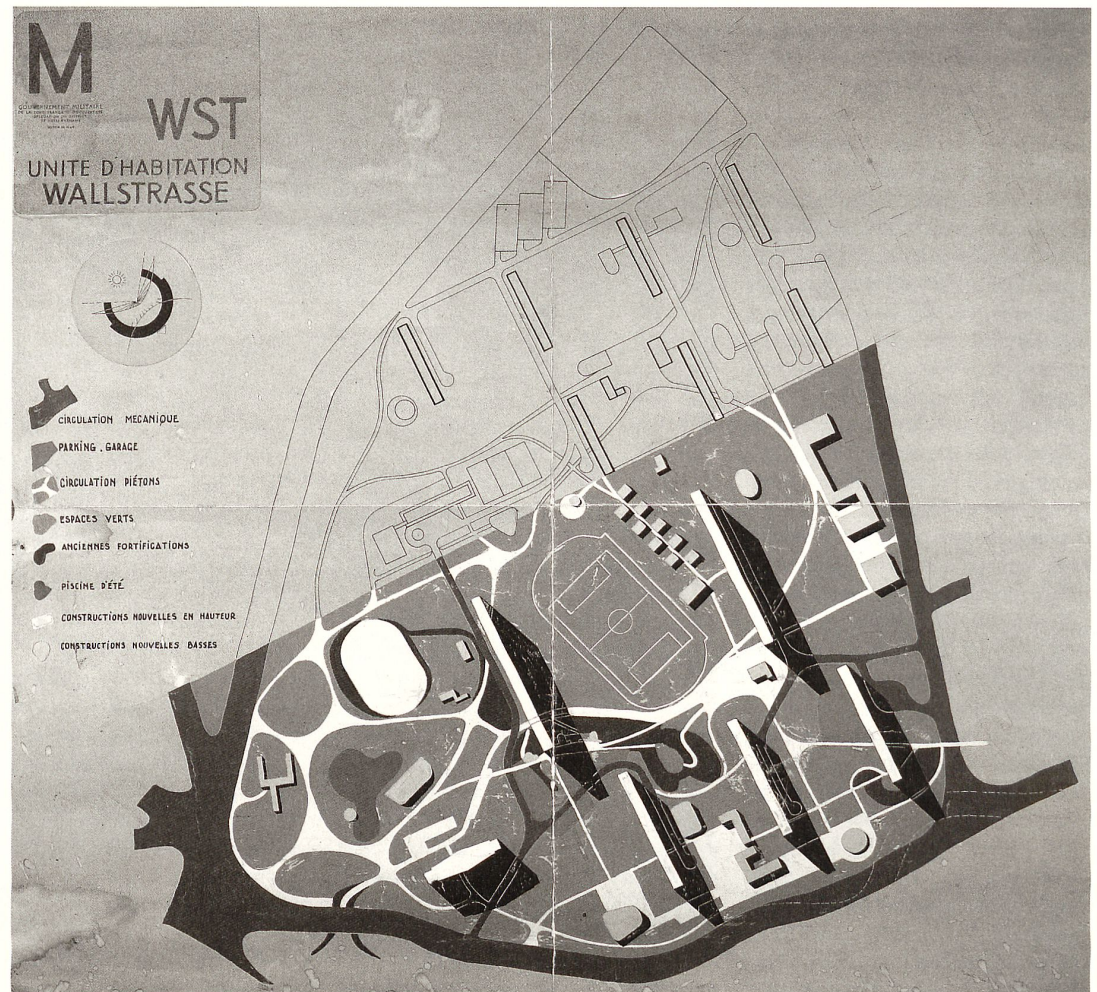 M
GOUVERNEMENT MILITAIRE
WST
UNITE D'HABITATION
WALLSTRASSE
CIRCULATION MECANIQUE
PARKING . GARAGE
CIRCULATION PIÉTONS
ESPACES VERTS
ANCIENNES FORTIFICATIONS
PISCINE D'ÉTÉ
CONSTRUCTIONS NOUVELLES EN HAUTEUR
CONSTRUCTIONS NOUVELLES BASSES